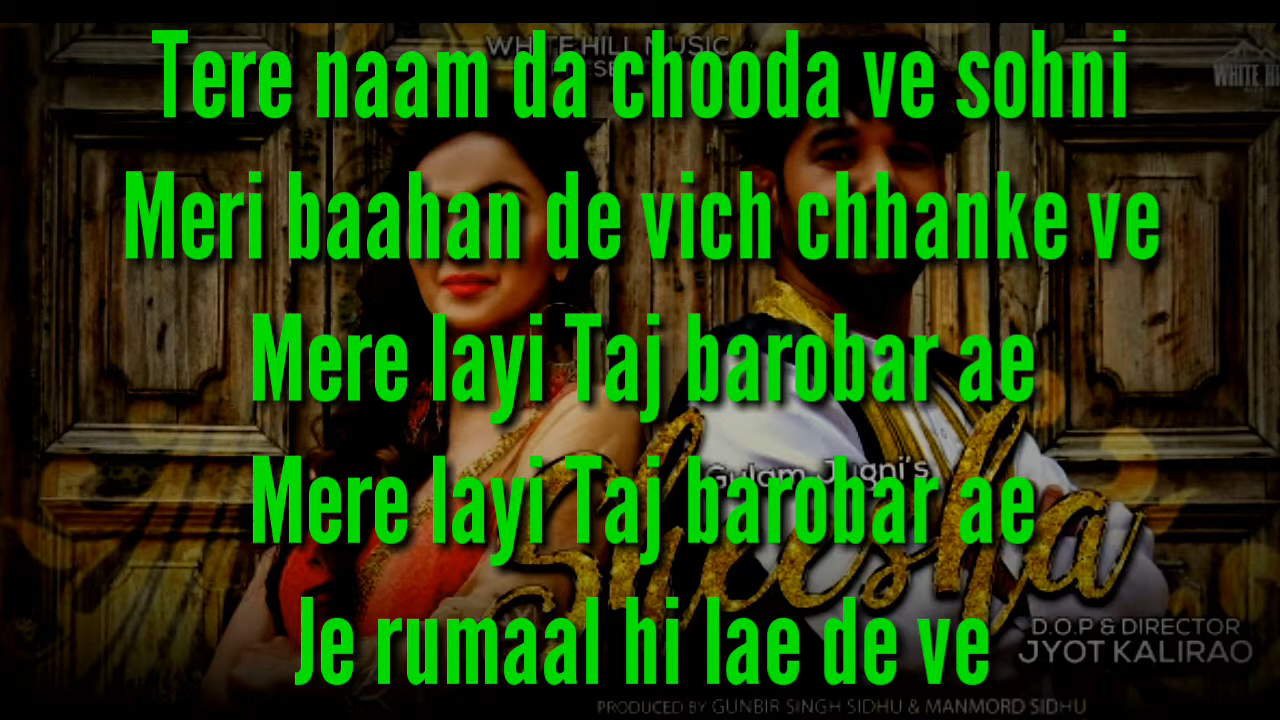 WHITE HILL MUSIC
Tere naam da chooda ve sohni
WHITE HI
Meri baahan de vich chhanke ve
Mere layi Taj barobar ae
Gulam Jugni's
Mere layi Taj barobar ae
Sheesha
Je rumaal hi lae de ve
D.O.P & DIRECTOR
JYOT KALIRAO
PRODUCED BY GUNBIR SINGH SIDHU & MANMORD SIDHU